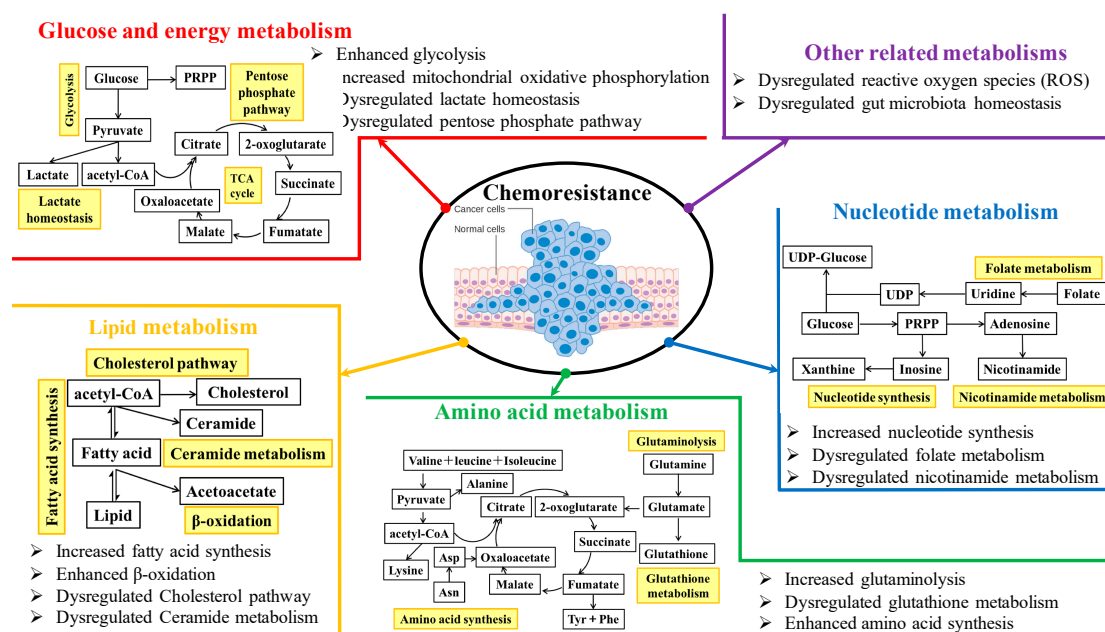 Glucose and energy metabolism
Glycolysis
Glucose
PRPP
Pentose
phosphate
pathway
Pyruvate
Citrate
2-oxoglutarate
Lactate
acetyl-CoA
TCA
cycle
Succinate
Lactate
homeostasis
Oxaloacetate
Malate
Fumatate
➢ Enhanced glycolysis
ncreased mitochondrial oxidative phosphorylation
Dysregulated lactate homeostasis
Dysregulated pentose phosphate pathway
Other related metabolisms
➢ Dysregulated reactive oxygen species (ROS)
➢ Dysregulated gut microbiota homeostasis
Chemoresistance
Cancer cells
Normal cells
Nucleotide metabolism
UDP-Glucose
Folate metabolism
UDP
Uridine
Folate
Glucose
PRPP
Adenosine
Xanthine
Inosine
Nicotinamide
Nucleotide synthesis
Nicotinamide metabolism
➢ Increased nucleotide synthesis
➢ Dysregulated folate metabolism
➢ Dysregulated nicotinamide metabolism
Lipid metabolism
Cholesterol pathway
Fatty acid synthesis
acetyl-CoA
Cholesterol
Ceramide
Fatty acid
Ceramide metabolism
Acetoacetate
Lipid
β-oxidation
➢ Increased fatty acid synthesis
➢ Enhanced β-oxidation
➢ Dysregulated Cholesterol pathway
➢ Dysregulated Ceramide metabolism
Amino acid metabolism
Glutaminolysis
Valine+leucine+Isoleucine
Glutamine
Alanine
Pyruvate
Citrate
2-oxoglutarate
Glutamate
acetyl-CoA
Succinate
Lysine
Asp
Oxaloacetate
Glutathione
Asn
Malate
Fumatate
Glutathione
metabolism
Amino acid synthesis
Tyr + Phe
➢ Increased glutaminolysis
➢ Dysregulated glutathione metabolism
➢ Enhanced amino acid synthesis